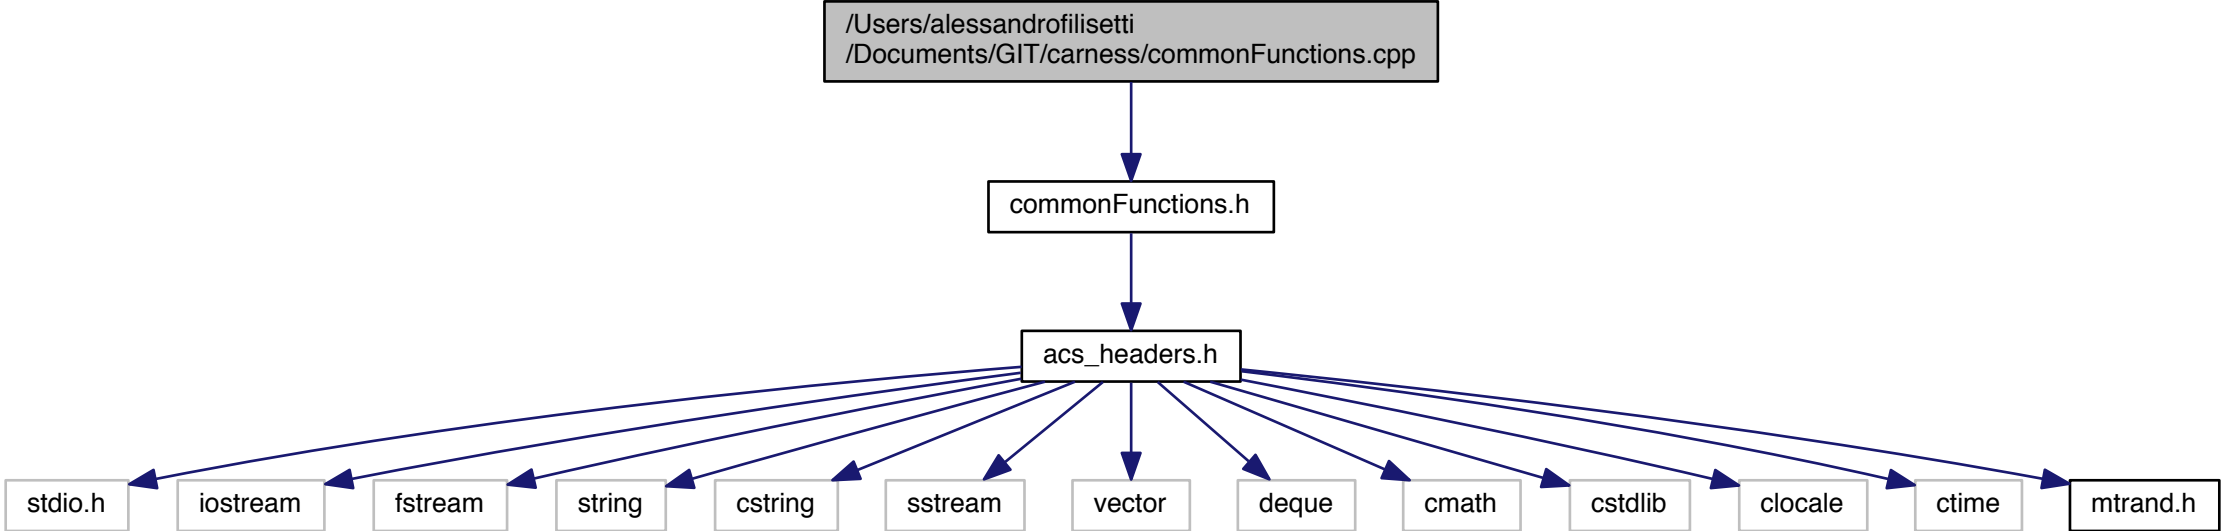 /Users/alessandrofilisetti
/Documents/GIT/carness/commonFunctions.cpp
commonFunctions.h
acs_headers.h
stdio.h
iostream
fstream
string
cstring
sstream
vector
deque
cmath
cstdlib
clocale
ctime
mtrand.h